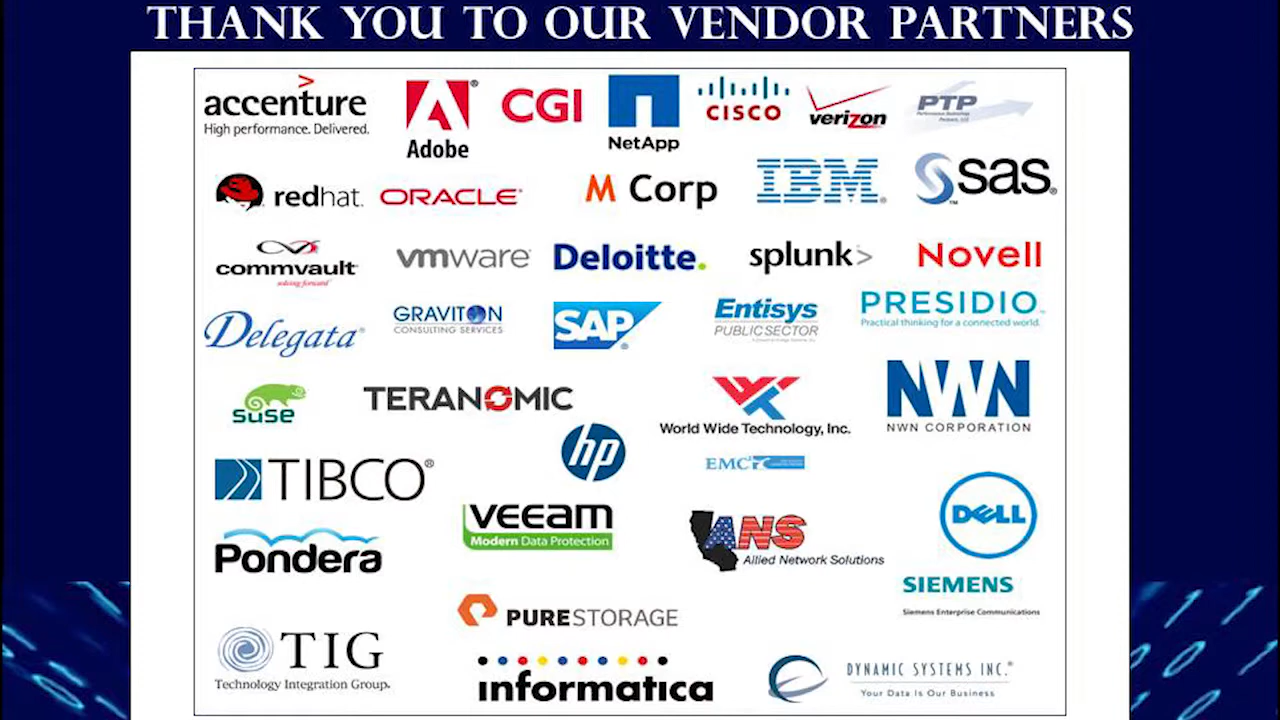 THANK YOU TO OUR VENDOR PARTNERS
accenture
High performance. Delivered.
Adobe
CGI
NetApp
CISCO
verizon
PTP
redhat.
ORACLE®
M Corp
IBM®
sas®
commvault
solving forward
vmware®
Deloitte.
splunk>
Novell
Delegata®
GRAVITON
CONSULTING SERVICES
SAP®
Entisys
PUBLIC SECTOR
PRESIDIO
Practical thinking for a connected world.
suse
TERANOMIC
World Wide Technology, Inc.
NWN
NWN CORPORATION
hp
EMC
TIBCO®
veeam
Modern Data Protection
ANS
Allied Network Solutions
DELL
Pondera
SIEMENS
Siemens Enterprise Communications
PURESTORAGE
TIG
Technology Integration Group.
informatica
DYNAMIC SYSTEMS INC.®
Your Data Is Our Business